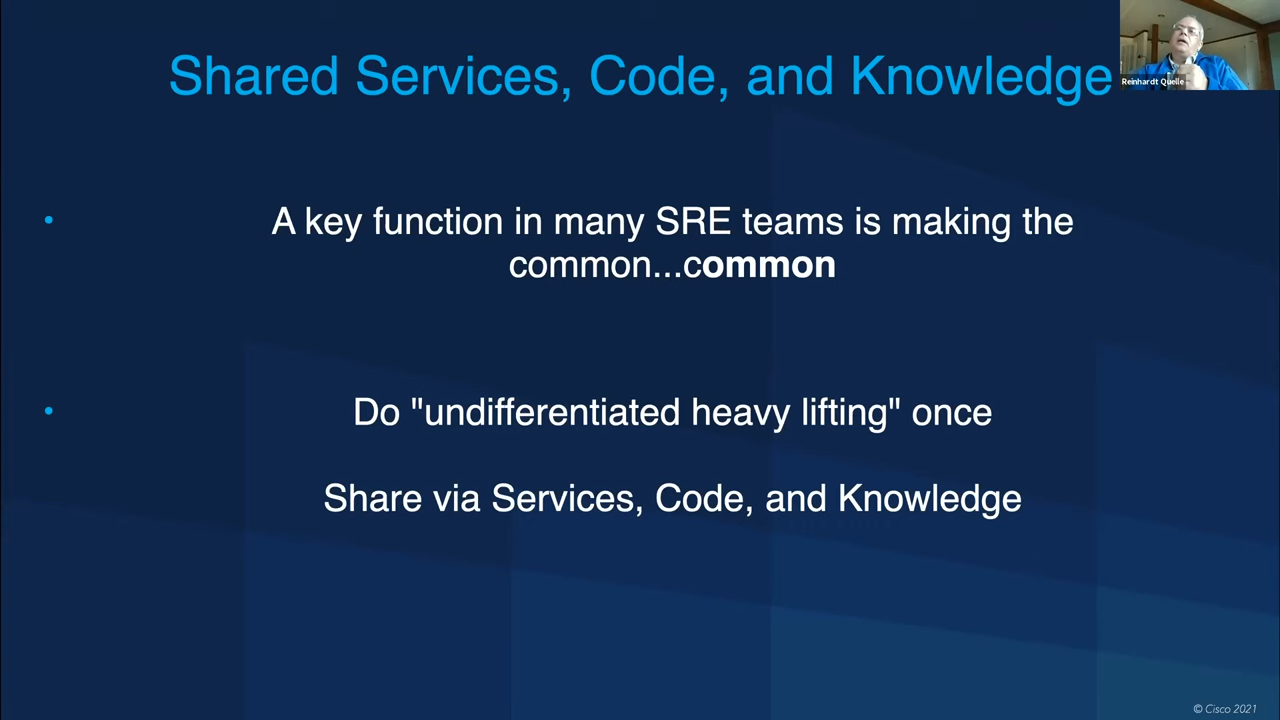 Shared Services, Code, and Knowledge
Reinhardt Quelle
• A key function in many SRE teams is making the
common...common
• Do "undifferentiated heavy lifting" once
Share via Services, Code, and Knowledge
© Cisco 2021